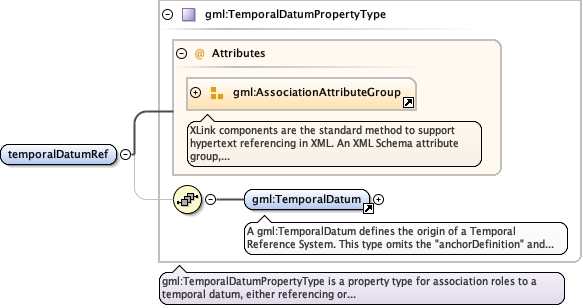 gml:TemporalDatumPropertyType
@ Attributes
gml:AssociationAttributeGroup
XLink components are the standard method to support
hypertext referencing in XML. An XML Schema attribute
group,...
temporalDatumRef
gml:TemporalDatum
A gml:TemporalDatum defines the origin of a Temporal
Reference System. This type omits the "anchorDefinition" and...
gml:TemporalDatumPropertyType is a property type for association roles to a
temporal datum, either referencing or...